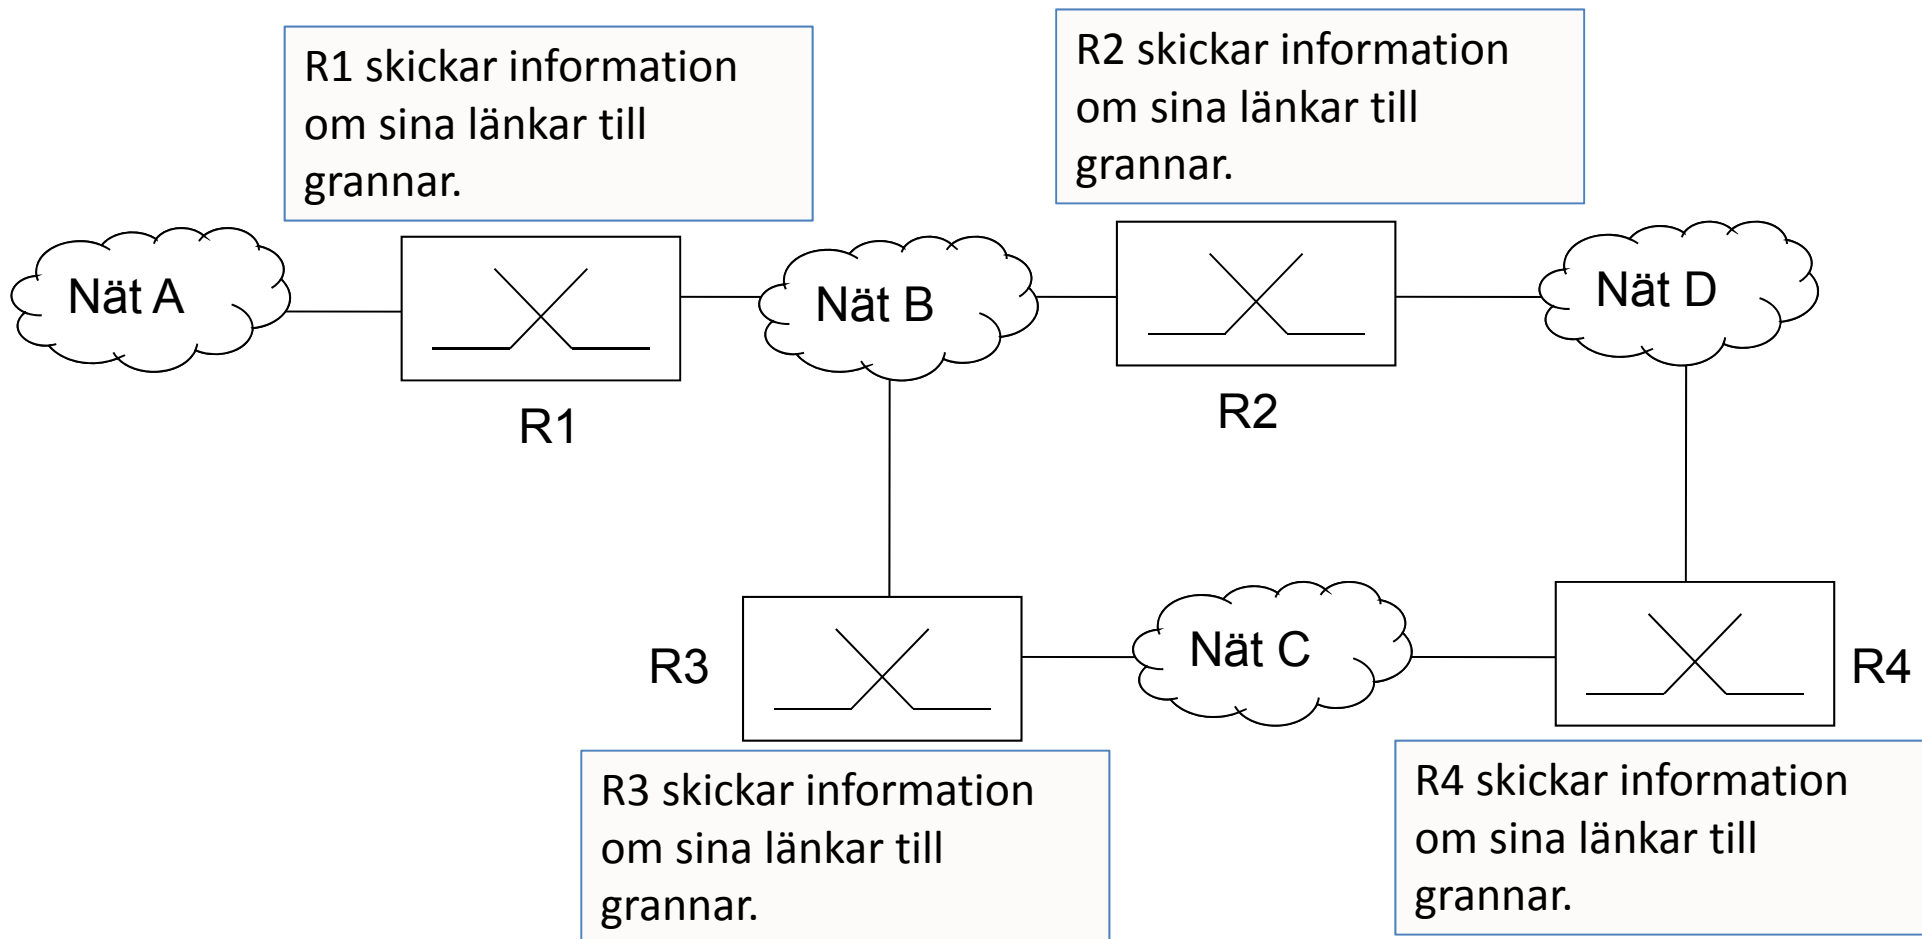 R1 skickar information
om sina länkar till
grannar.
R2 skickar information
om sina länkar till
grannar.
Nät A
Nät B
Nät D
R1
R2
R3
Nät C
R4
R3 skickar information
om sina länkar till
grannar.
R4 skickar information
om sina länkar till
grannar.